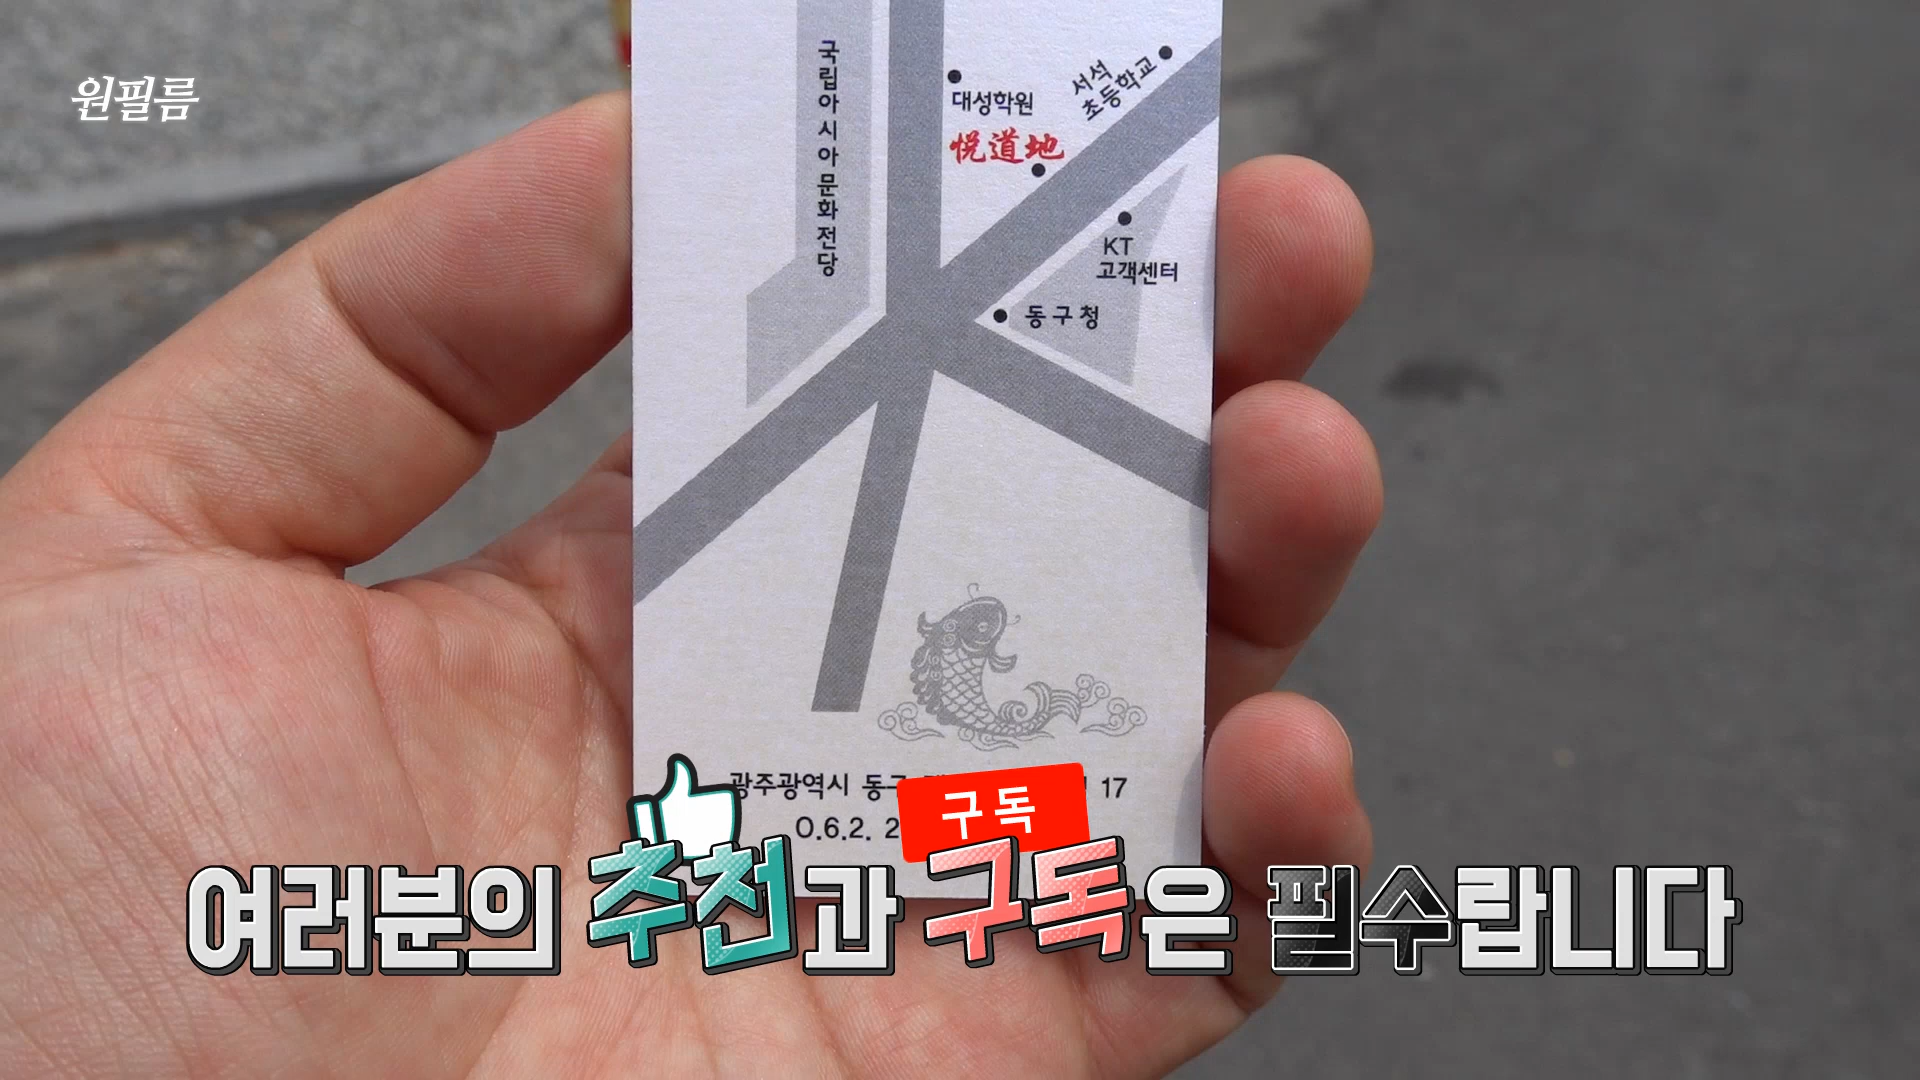 원필름
국립아시아문화전당
대성학원
서석
초등학교
悦道地
KT
고객센터
동구청
광주광역시 동구 17
0.6.2. 2
구독
여러분의 추천과 구독은 필수랍니다